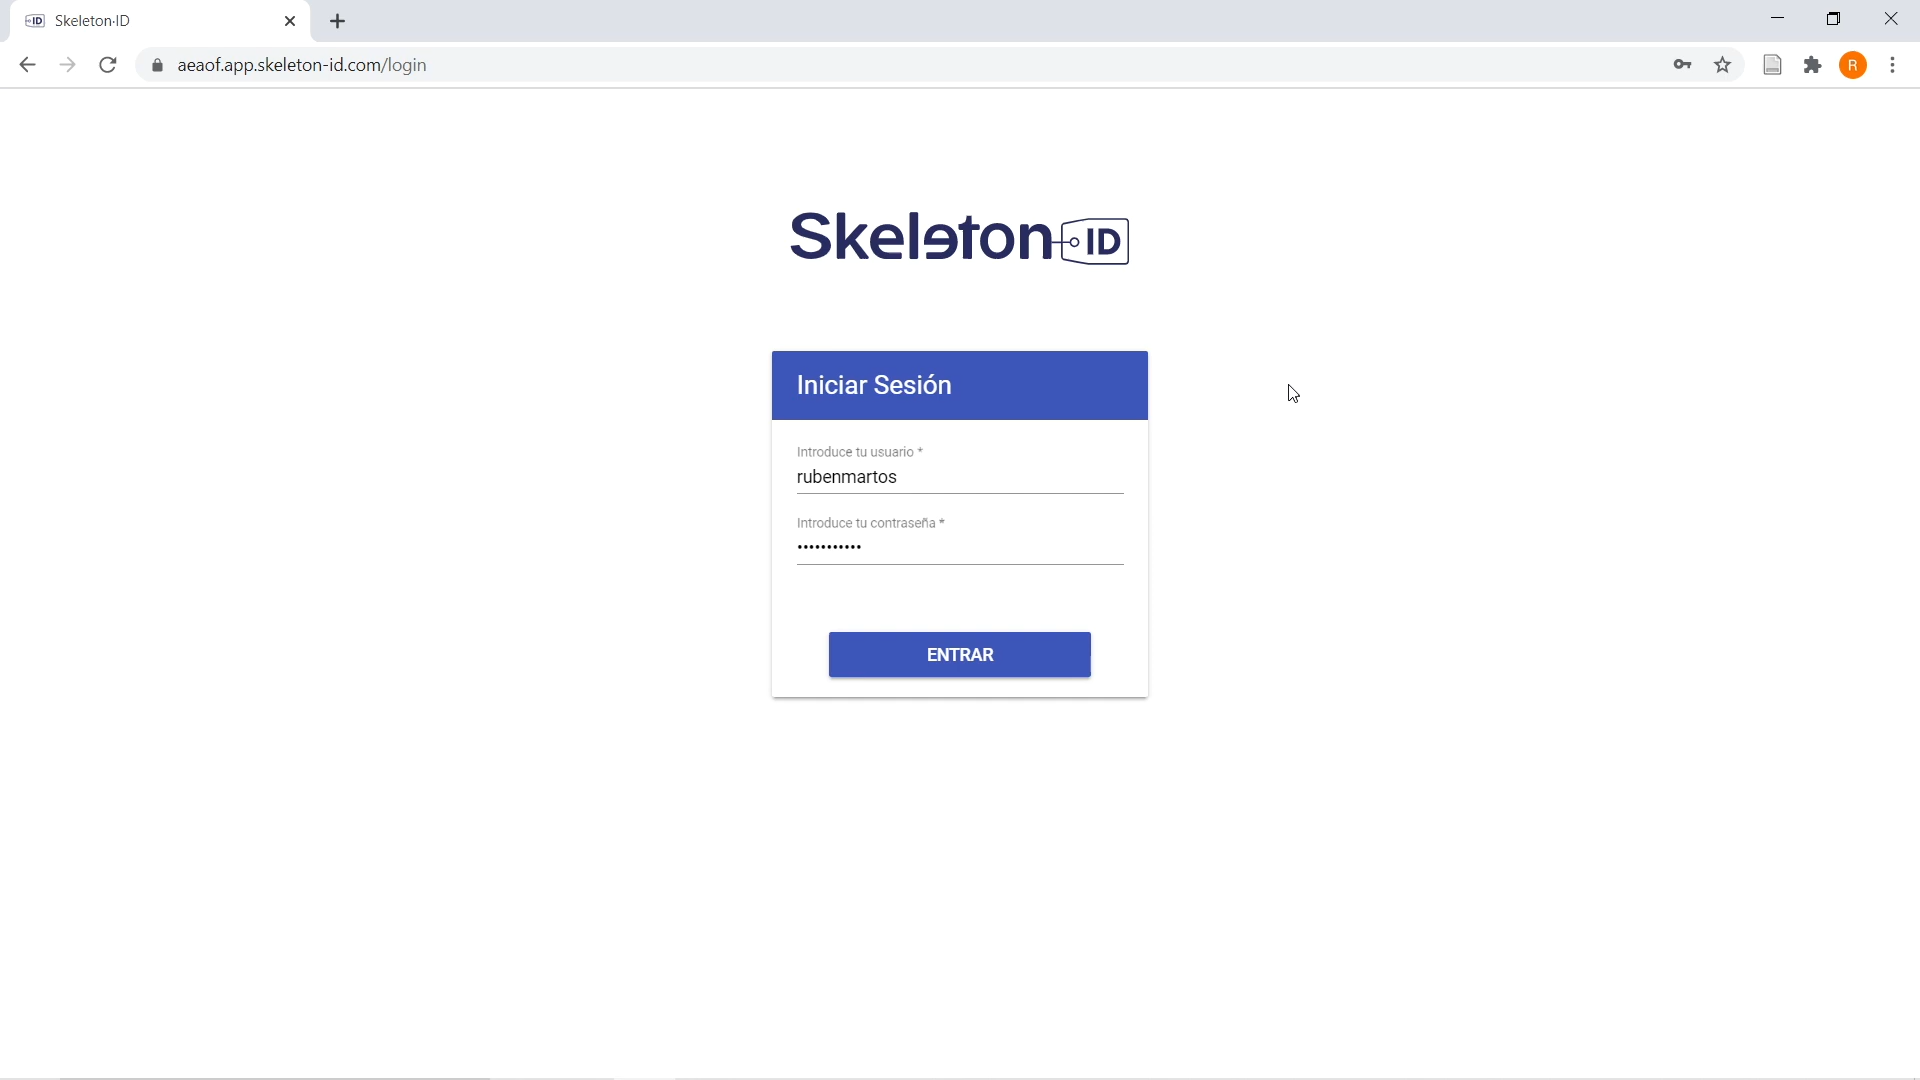 Skeleton·ID
aeaof.app.skeleton-id.com/login
R
Skeleton ID
Iniciar Sesión
Introduce tu usuario *
rubenmartos
Introduce tu contraseña *
•••••••••••
ENTRAR